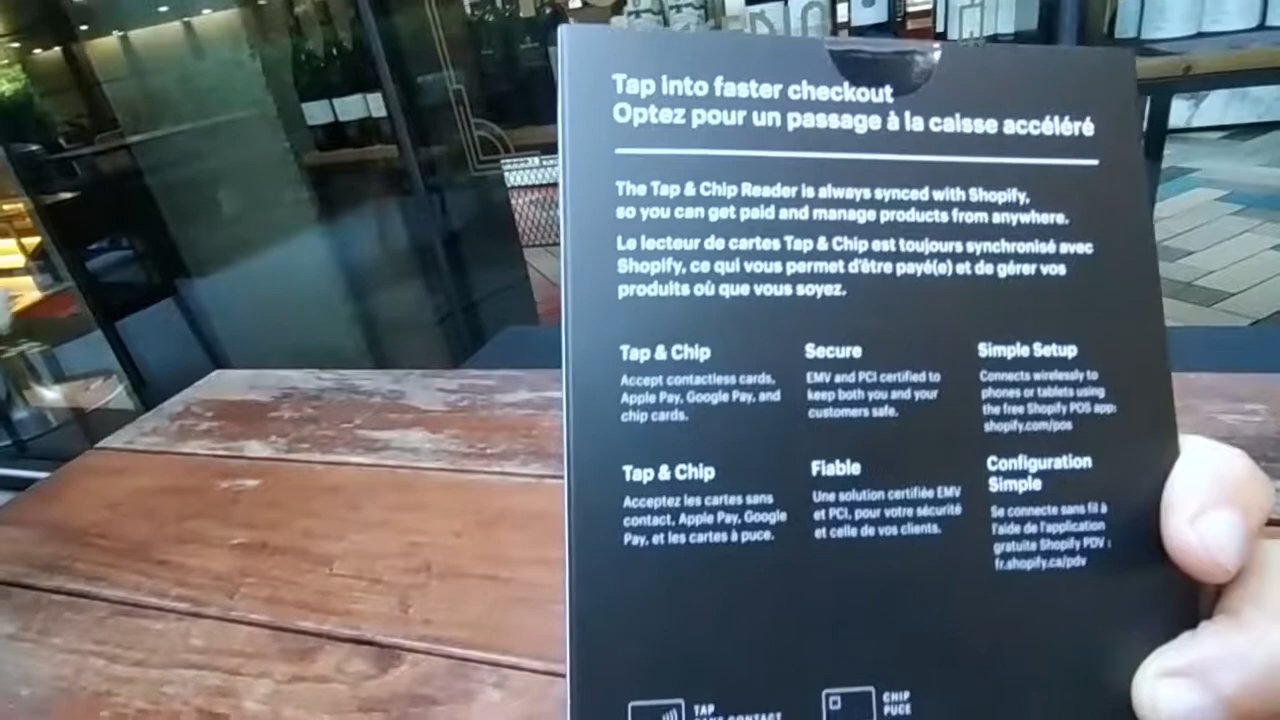 Tap into faster checkout
Optez pour un passage à la caisse accéléré
The Tap & Chip Reader is always synced with Shopify,
so you can get paid and manage products from anywhere.
Le lecteur de cartes Tap & Chip est toujours synchronisé avec
Shopify, ce qui vous permet d'être payé(e) et de gérer vos
produits où que vous soyez.
Tap & Chip
Accept contactless cards,
Apple Pay, Google Pay, and
chip cards.
Secure
EMV and PCI certified to
keep both you and your
customers safe.
Simple Setup
Connects wirelessly to
phones or tablets using
the free Shopify POS app:
shopify.com/pos
Tap & Chip
Acceptez les cartes sans
contact, Apple Pay, Google
Pay, et les cartes à puce.
Fiable
Une solution certifiée EMV
et PCI, pour votre sécurité
et celle de vos clients.
Configuration
Simple
Se connecte sans fil à
l'aide de l'application
gratuite Shopify PDV :
fr.shopify.ca/pdv
TAP
SANS CONTACT
CHIP
PUCE